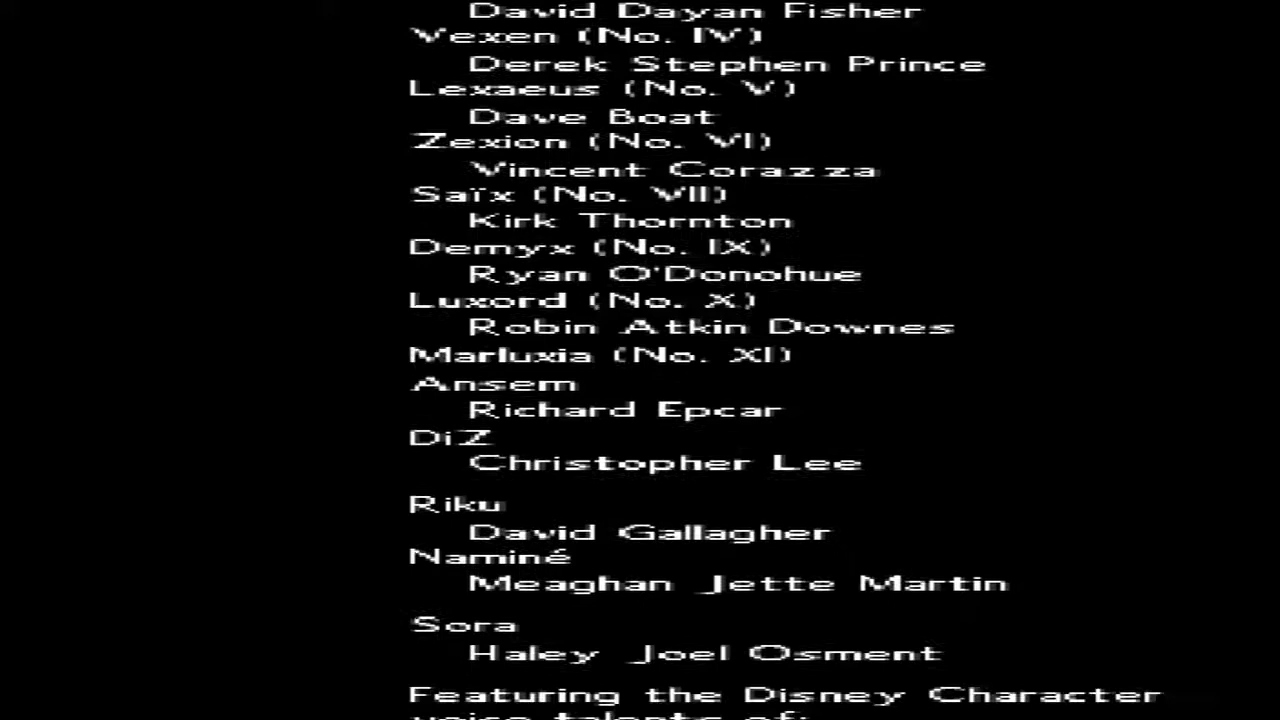 David Dayan Fisher
Vexen (No. IV)
Derek Stephen Prince
Lexaeus (No. V)
Dave Boat
Zexion (No. VI)
Vincent Corazza
Saïx (No. VII)
Kirk Thornton
Demyx (No. IX)
Ryan O'Donohue
Luxord (No. X)
Robin Atkin Downes
Marluxia (No. XI)
Ansem
Richard Epcar
DiZ
Christopher Lee
Riku
David Gallagher
Naminé
Meaghan Jette Martin
Sora
Haley Joel Osment
Featuring the Disney Character
voice talents of: